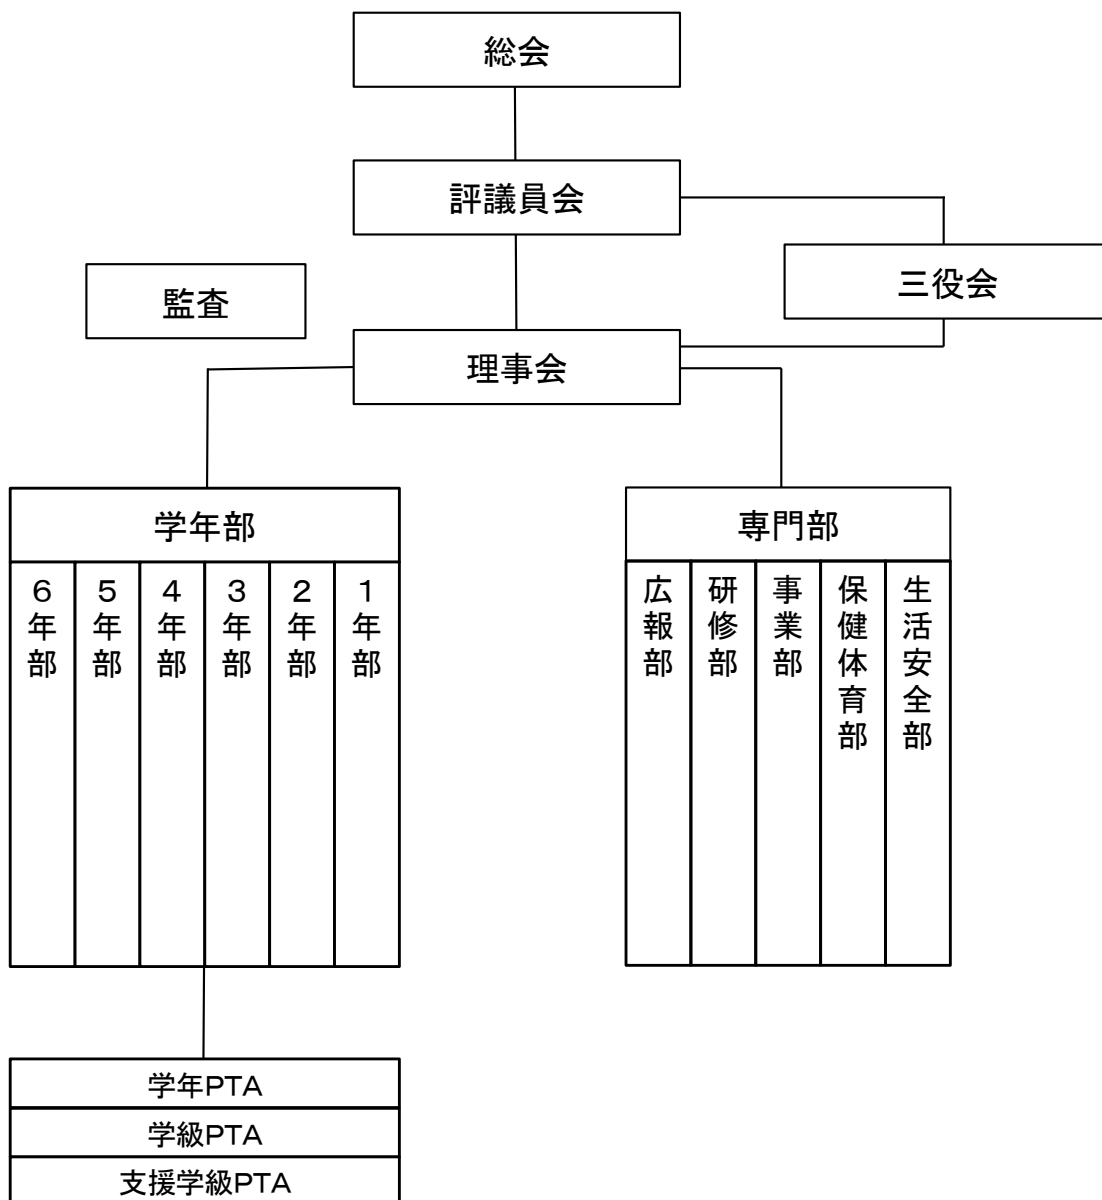 総会
評議員会
三役会
監査
理事会
学年部
6年部
5年部
4年部
3年部
2年部
1年部
専門部
広報部
研修部
事業部
保健体育部
生活安全部
学年PTA
学級PTA
支援学級PTA